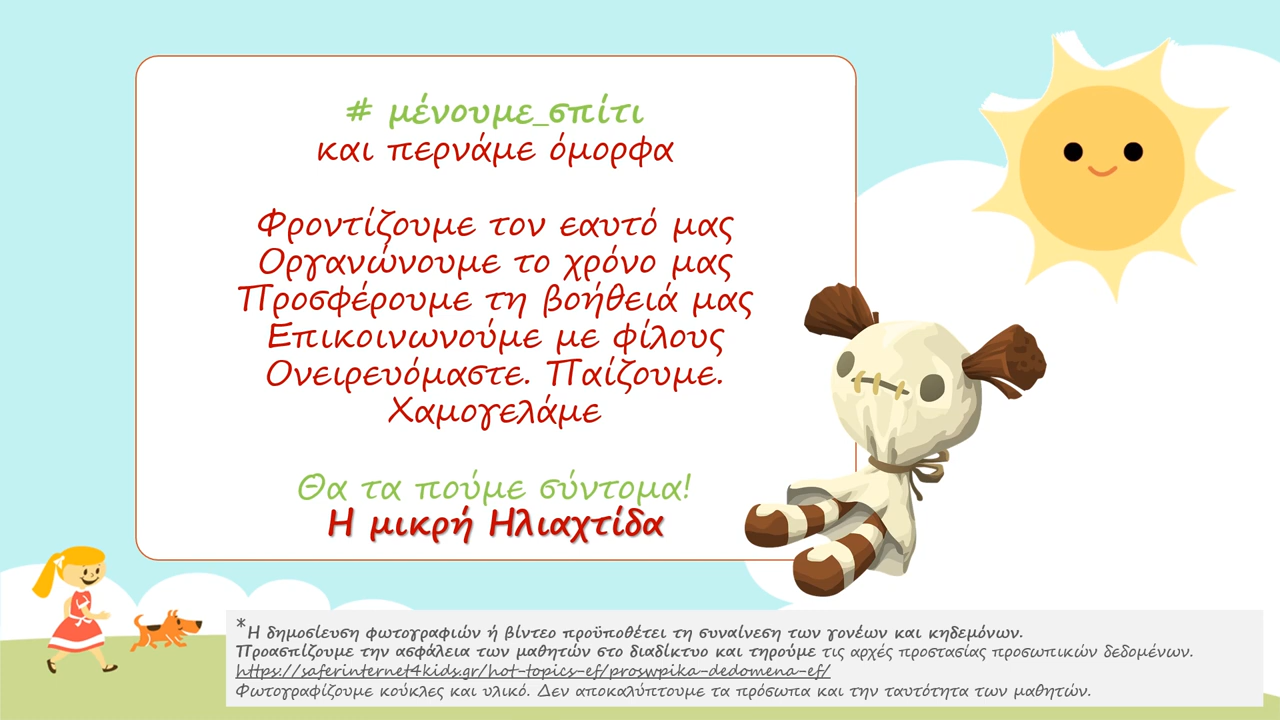 # μένουμε_σπίτι
και περνάμε όμορφα
Φροντίζουμε τον εαυτό μας
Οργανώνουμε το χρόνο μας
Προσφέρουμε τη βοήθειά μας
Επικοινωνούμε με φίλους
Ονειρευόμαστε. Παίζουμε.
Χαμογελάμε
Θα τα πούμε σύντομα!
Η μικρή Ηλιαχτίδα
*Η δημοσίευση φωτογραφιών ή βίντεο προϋποθέτει τη συναίνεση των γονέων και κηδεμόνων.
Προασπίζουμε την ασφάλεια των μαθητών στο διαδίκτυο και τηρούμε τις αρχές προστασίας προσωπικών δεδομένων.
https://saferinternet4kids.gr/hot-topics-ef/proswpika-dedomena-ef/
Φωτογραφίζουμε κούκλες και υλικό. Δεν αποκαλύπτουμε τα πρόσωπα και την ταυτότητα των μαθητών.